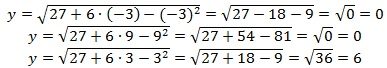 y = √(27 + 6 · (−3) − (−3)²) = √(27 − 18 − 9) = √0 = 0
y = √(27 + 6 · 9 − 9²) = √(27 + 54 − 81) = √0 = 0
y = √(27 + 6 · 3 − 3²) = √(27 + 18 − 9) = √36 = 6